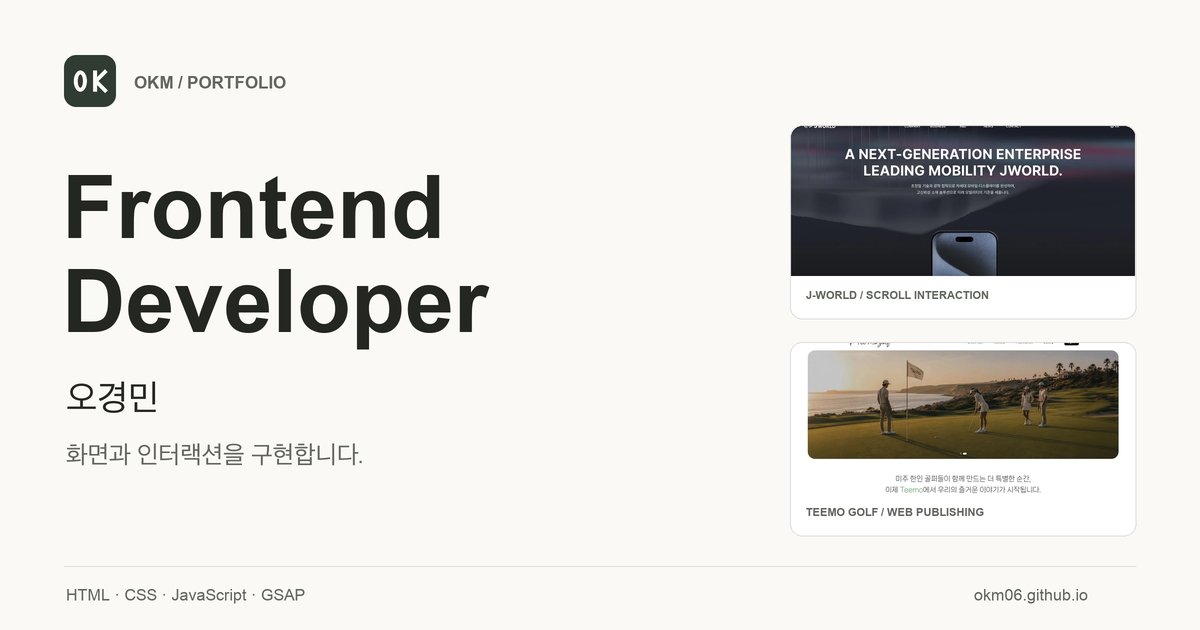 OK
OKM / PORTFOLIO
Frontend
Developer
오경민
화면과 인터랙션을 구현합니다.
A NEXT-GENERATION ENTERPRISE
LEADING MOBILITY JWORLD.
J-WORLD / SCROLL INTERACTION
미주 한인 골퍼들이 함께 만드는 더 특별한 순간,
이제 Teemo에서 우리의 즐거운 이야기가 시작됩니다.
TEEMO GOLF / WEB PUBLISHING
HTML · CSS · JavaScript · GSAP
okm06.github.io